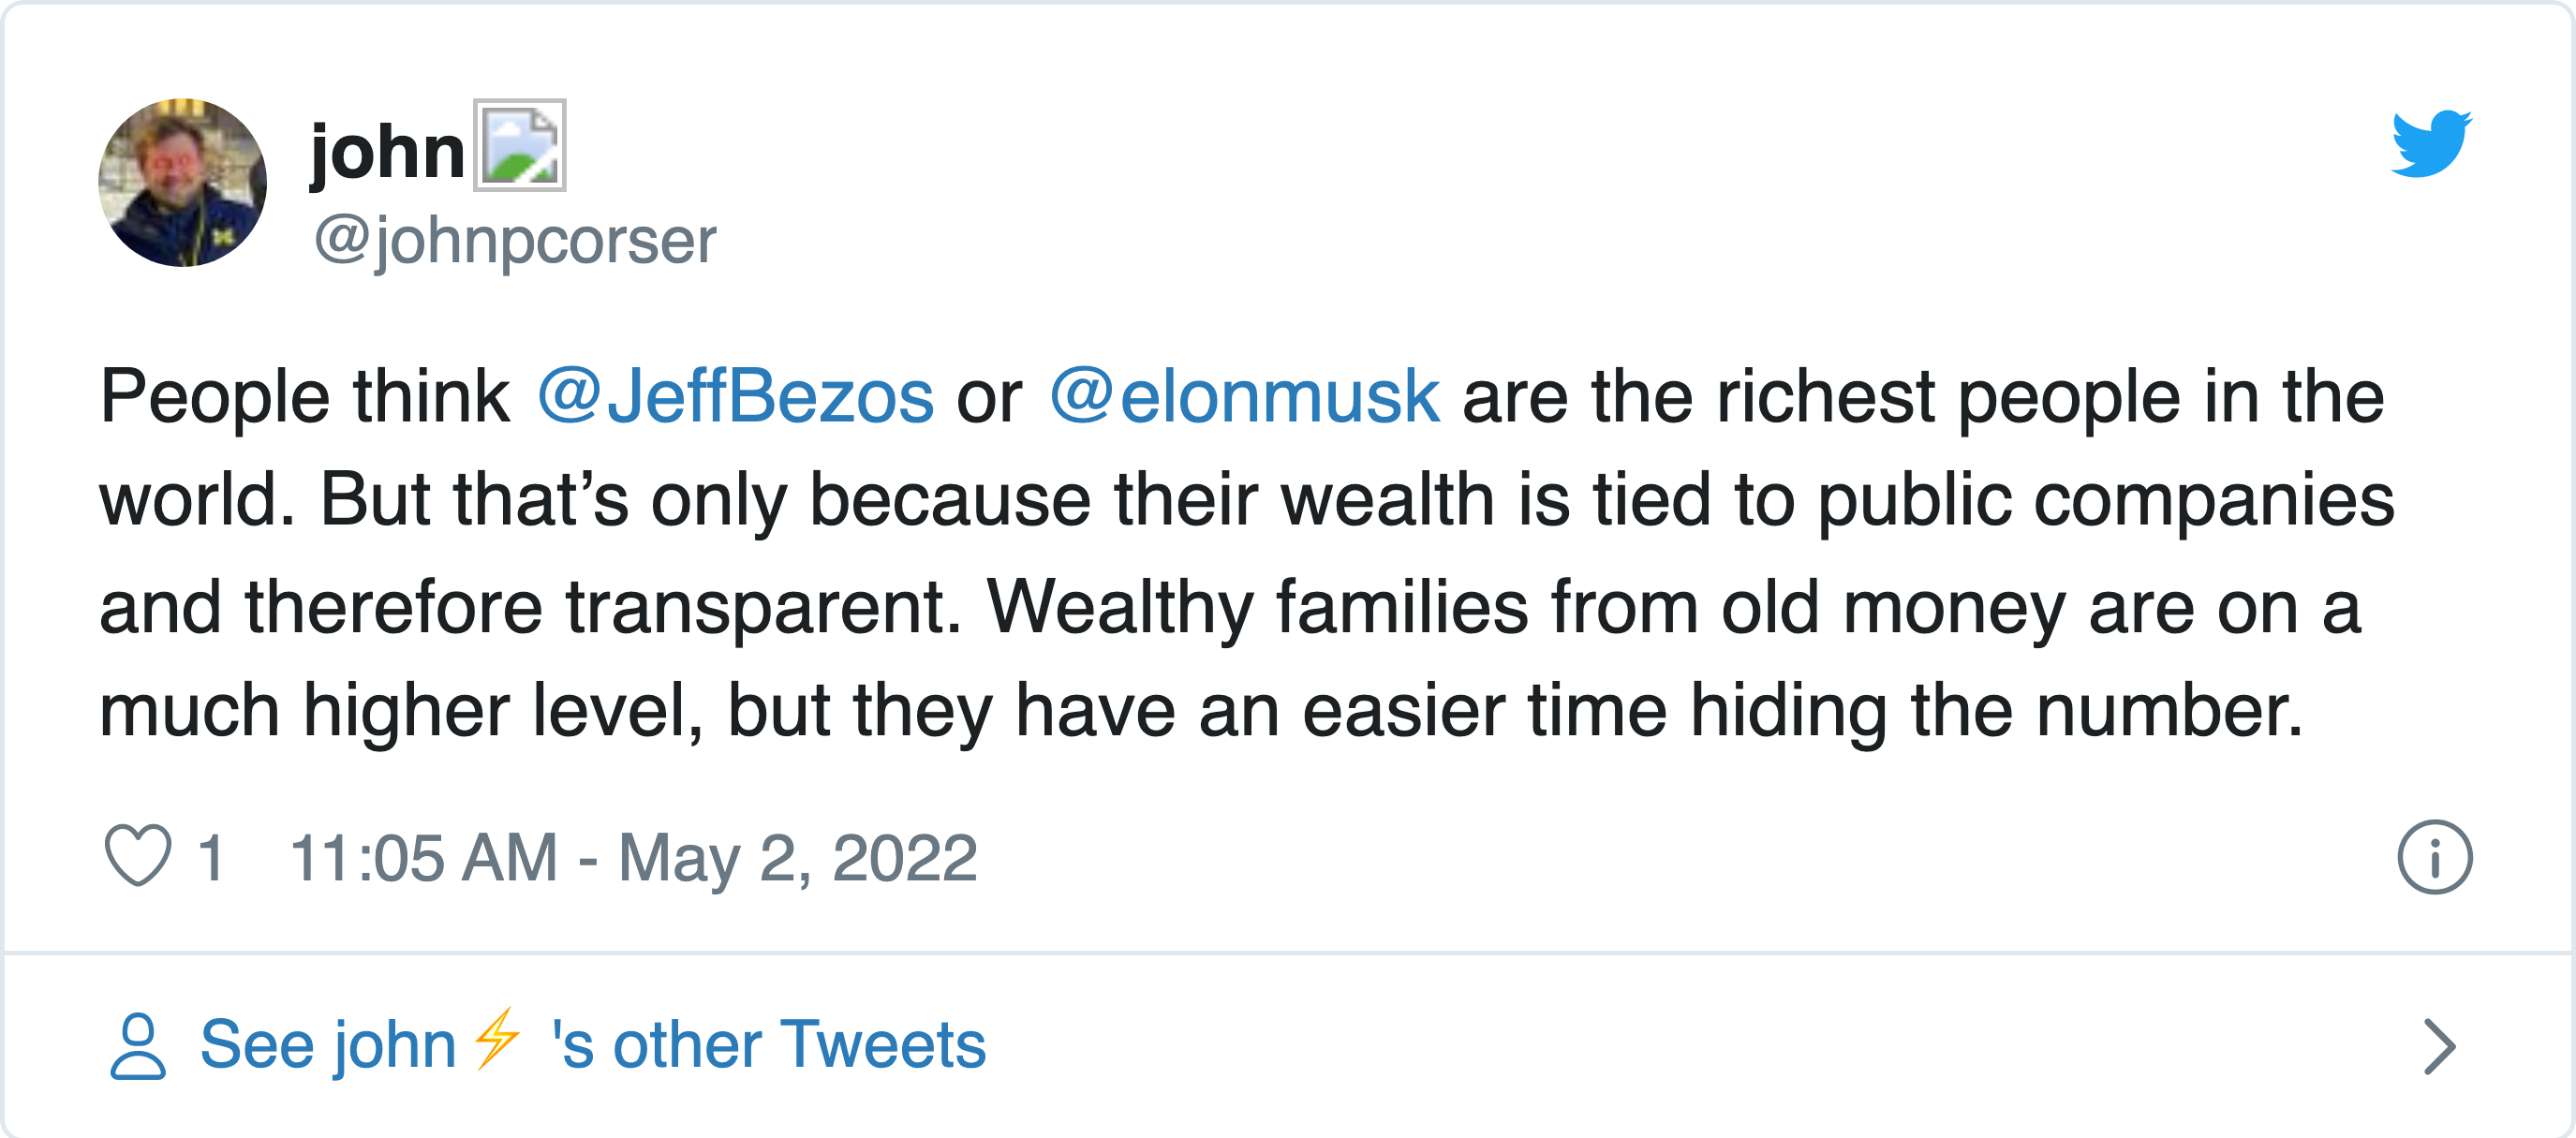 john
@johnpcorser
People think @JeffBezos or @elonmusk are the richest people in the
world. But that’s only because their wealth is tied to public companies
and therefore transparent. Wealthy families from old money are on a
much higher level, but they have an easier time hiding the number.
1 11:05 AM - May 2, 2022
See john⚡ 's other Tweets